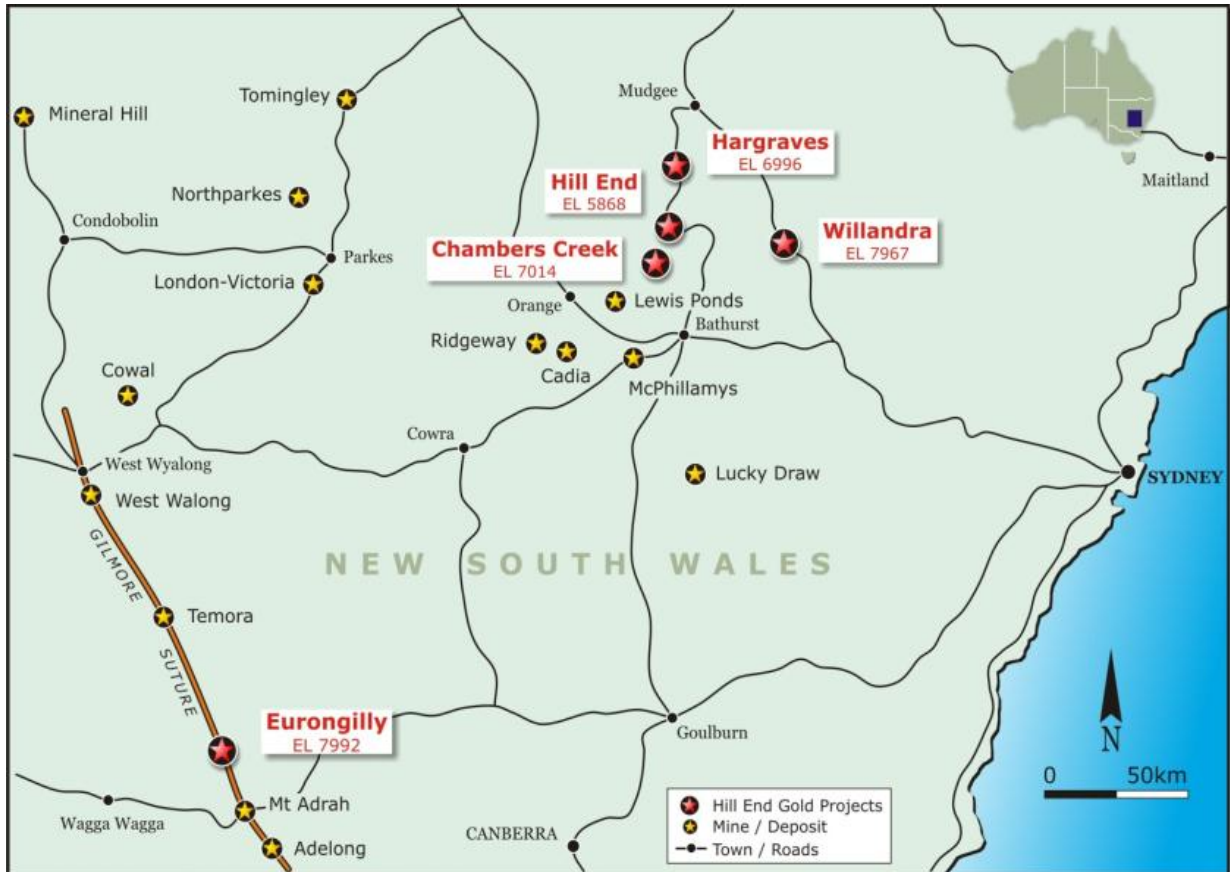 Tomingley
Mineral Hill
Mudgee
Hargraves
EL 6996
Maitland
Northparkes
Hill End
EL 5868
Condobolin
Parkes
Chambers Creek
EL 7014
Willandra
EL 7967
London-Victoria
Orange
Lewis Ponds
Bathurst
Ridgeway
Cadia
McPhillamys
Cowal
Cowra
West Wyalong
West Walong
Lucky Draw
SYDNEY
GILMORE
SUTURE
NEW SOUTH WALES
Temora
Eurongilly
EL 7992
Goulburn
N
0 50km
Mt Adrah
Wagga Wagga
Adelong
CANBERRA
Hill End Gold Projects
Mine / Deposit
Town / Roads